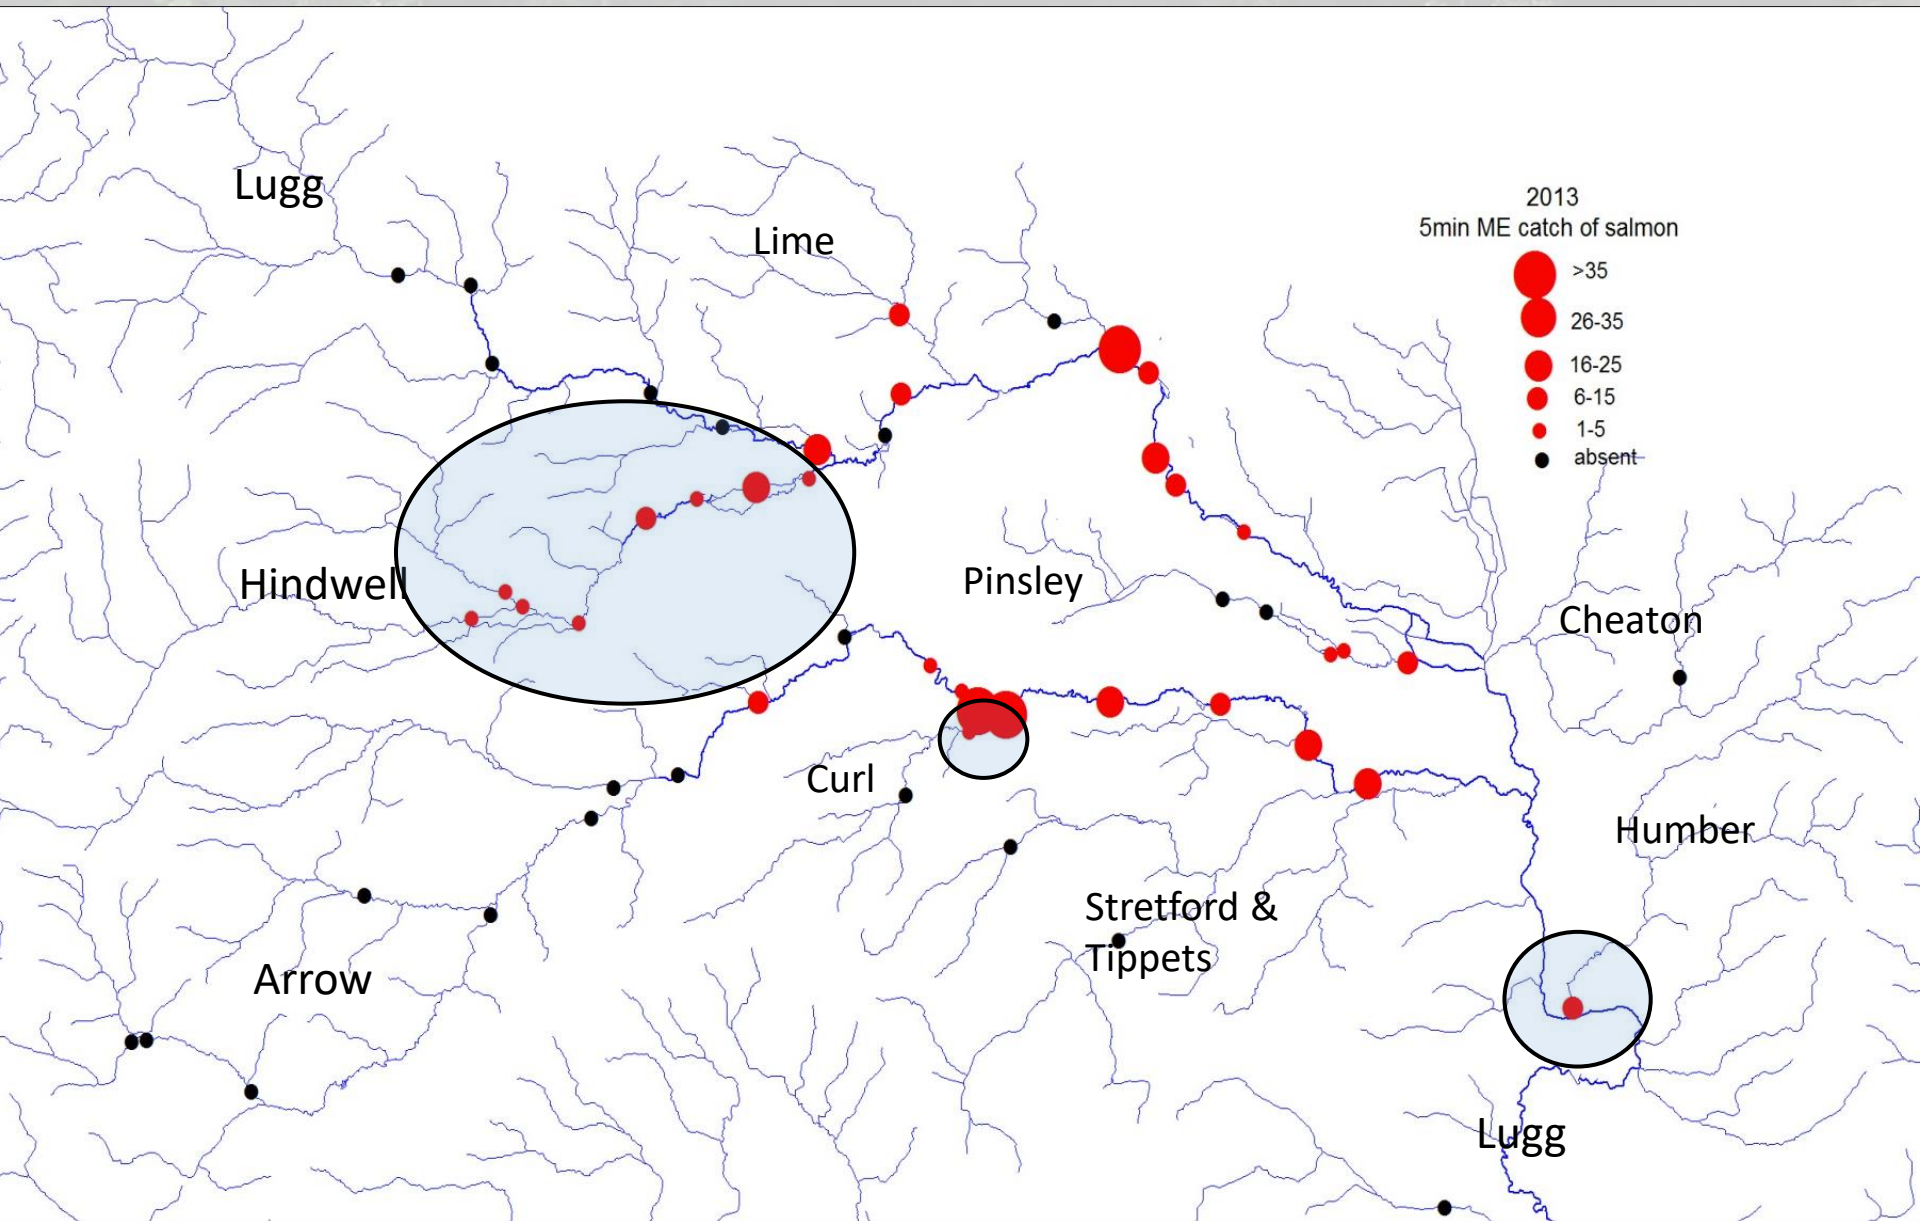 Lugg
2013
5min ME catch of salmon
Lime
>35
26-35
16-25
6-15
1-5
absent
Hindwell
Pinsley
Cheaton
Curl
Humber
Stretford &
Tippets
Arrow
Lugg